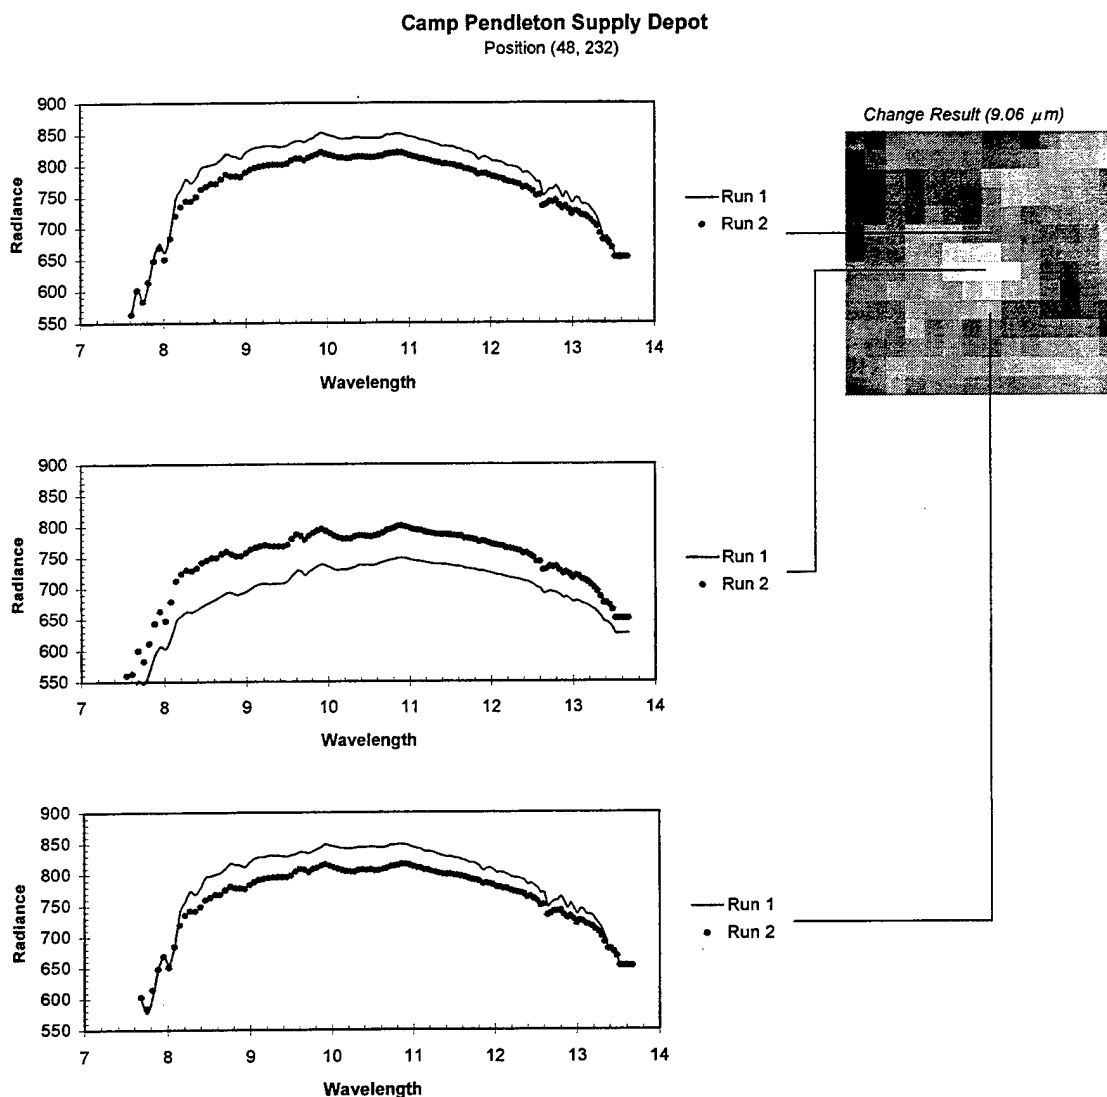 Camp Pendleton Supply Depot
Position (48, 232)
Change Result (9.06 μm)
900
850
800
750
700
650
600
550
Radiance
7 8 9 10 11 12 13 14
Wavelength
Run 1
Run 2
900
850
800
750
700
650
600
550
Radiance
7 8 9 10 11 12 13 14
Wavelength
Run 1
Run 2
900
850
800
750
700
650
600
550
Radiance
7 8 9 10 11 12 13 14
Wavelength
Run 1
Run 2